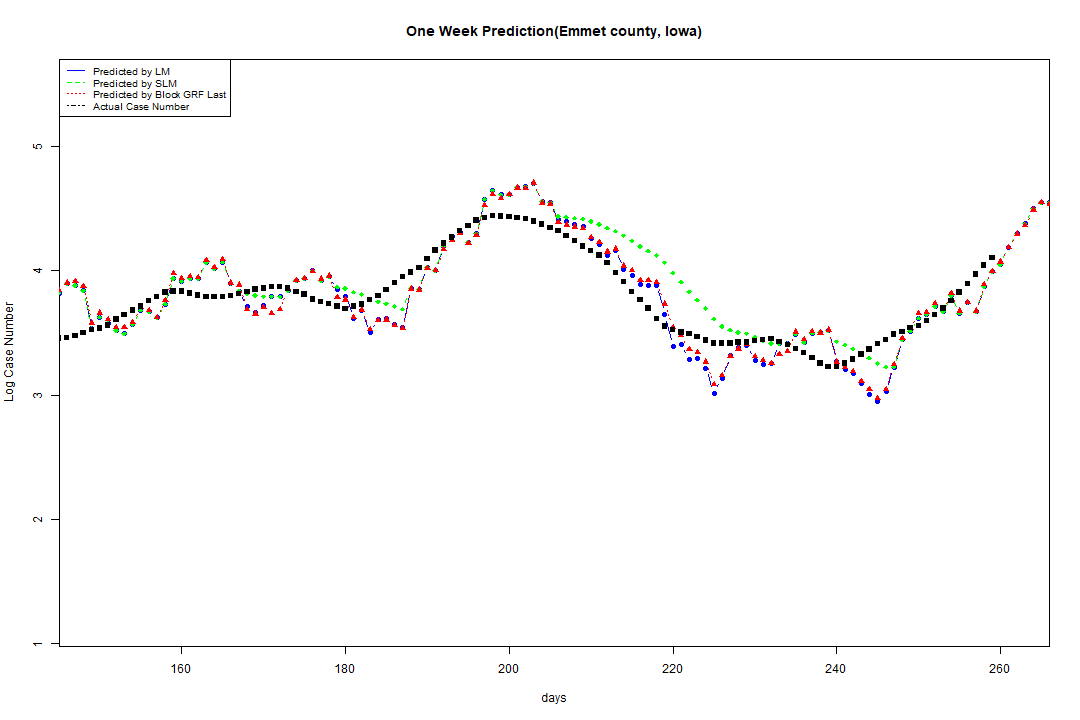 One Week Prediction(Emmet county, Iowa)
Predicted by LM
Predicted by SLM
Predicted by Block GRF Last
Actual Case Number
5
4
3
2
1
Log Case Number
160 180 200 220 240 260
days